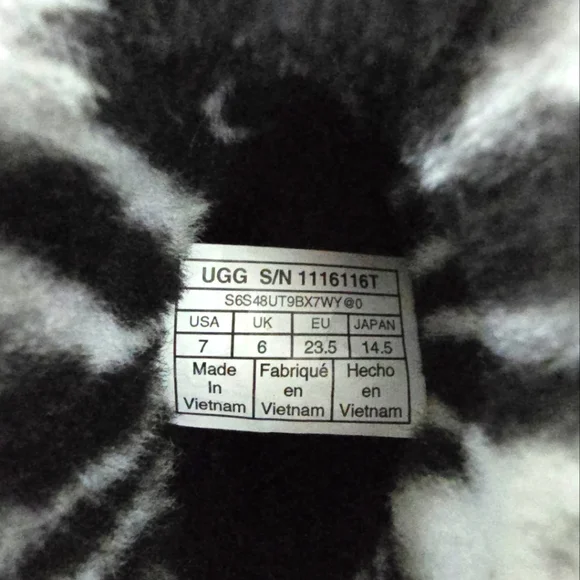 UGG S/N 1116116T
S6S48UT9BX7WY@0
USA UK EU JAPAN
7 6 23.5 14.5
Made Fabriqué Hecho
In en en
Vietnam Vietnam Vietnam